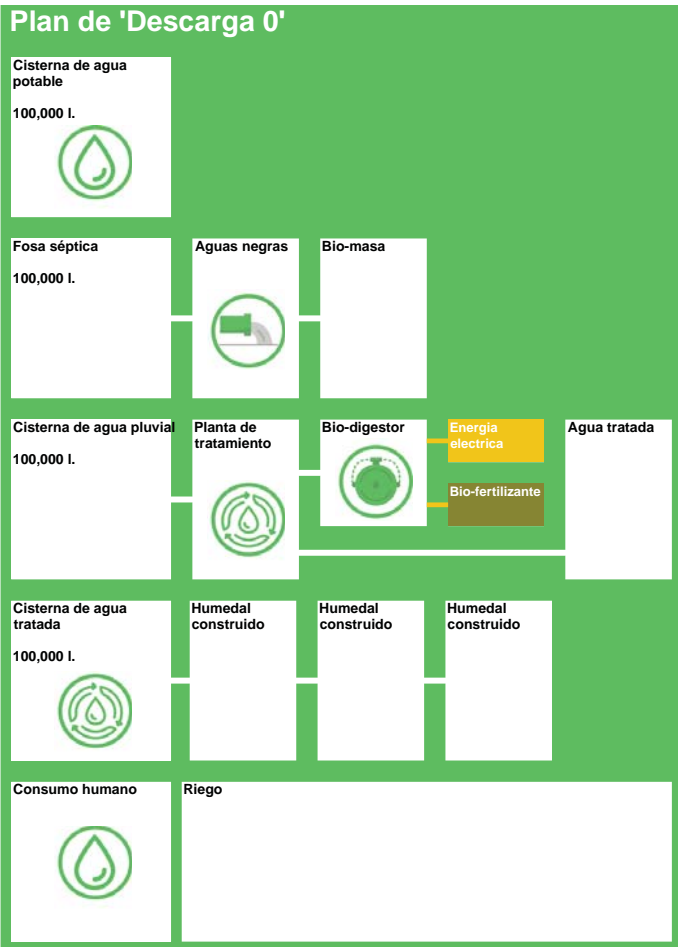 Plan de 'Descarga 0'
Cisterna de agua
potable
100,000 l.
Fosa séptica
100,000 l.
Aguas negras
Bio-masa
Cisterna de agua pluvial
100,000 l.
Planta de
tratamiento
Bio-digestor
Energia
electrica
Bio-fertilizante
Agua tratada
Cisterna de agua
tratada
100,000 l.
Humedal
construido
Humedal
construido
Humedal
construido
Consumo humano
Riego